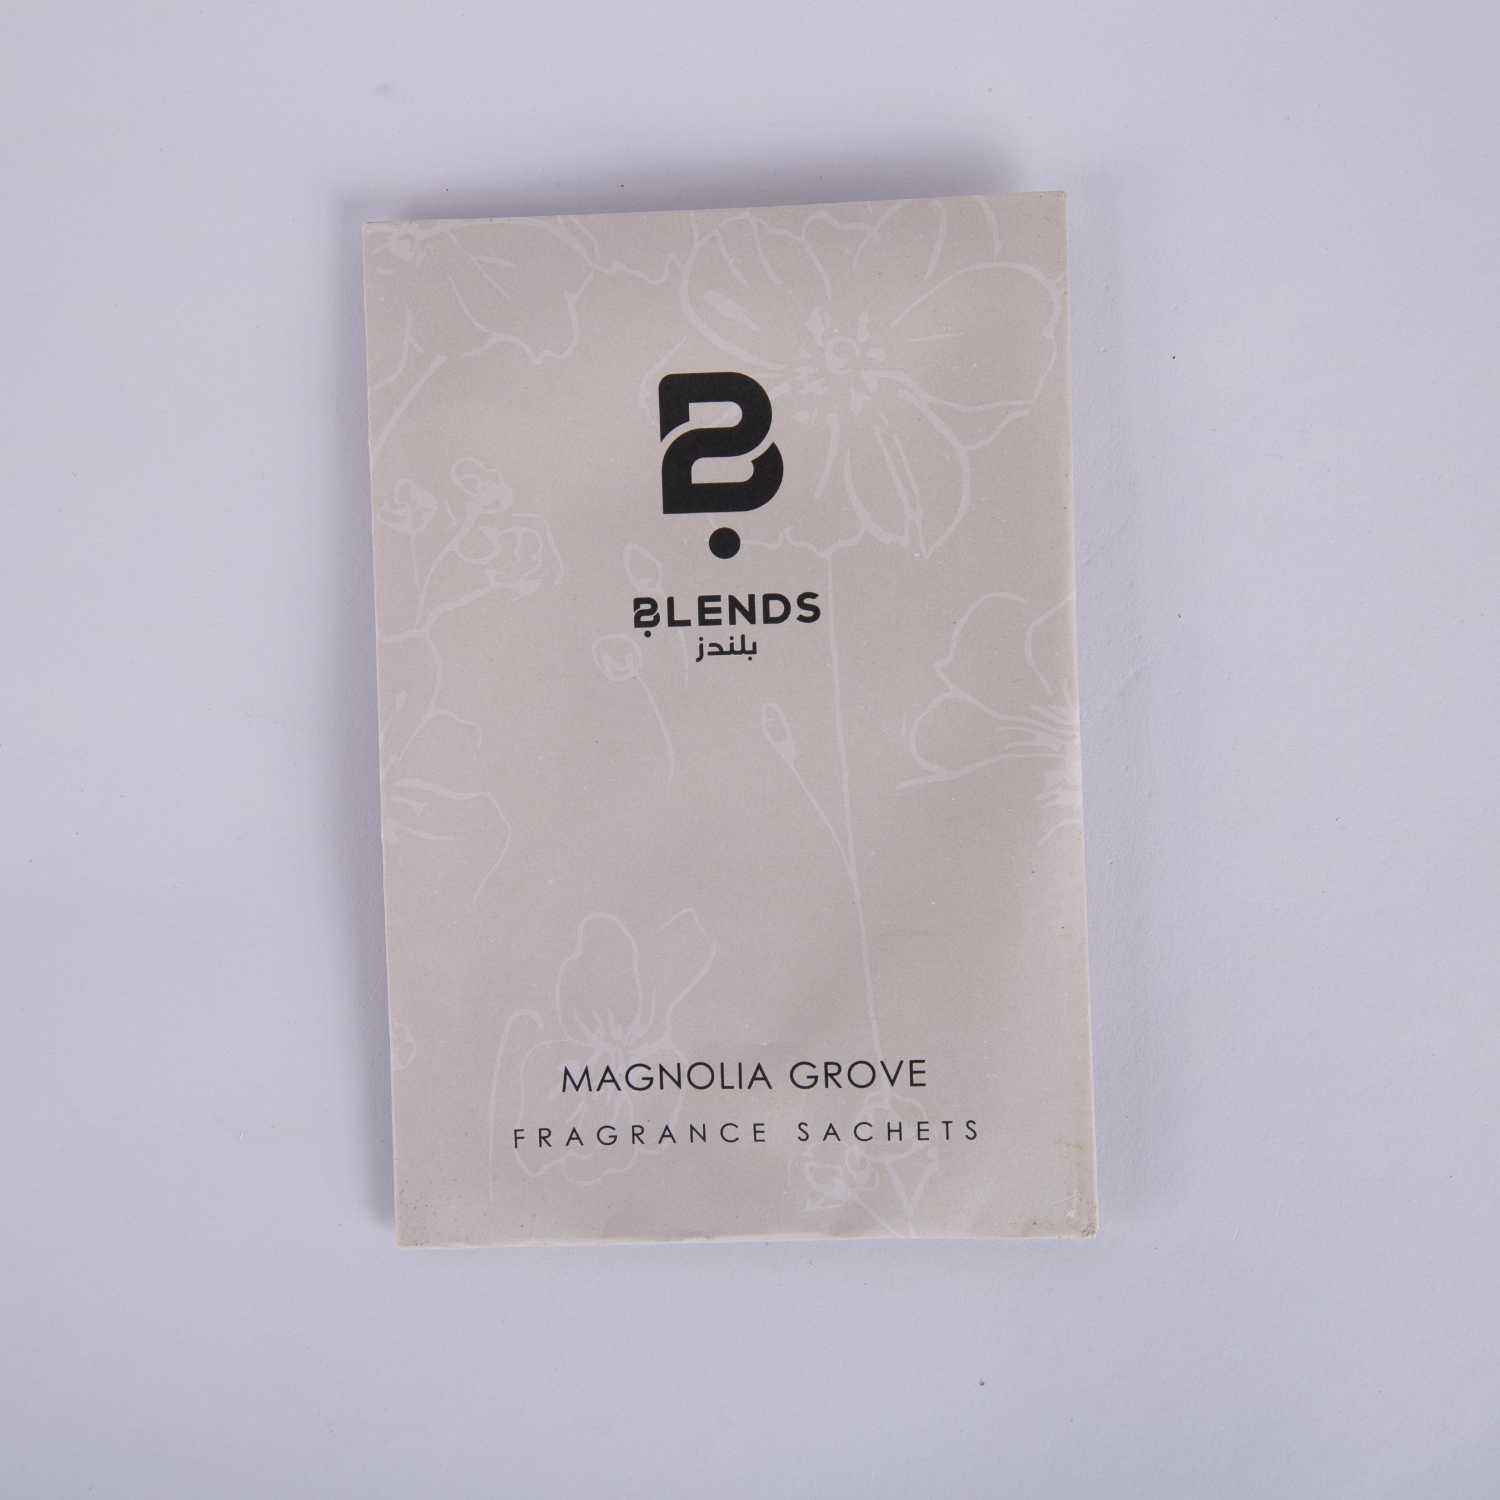 BLENDS
بلندز
MAGNOLIA GROVE
FRAGRANCE SACHETS